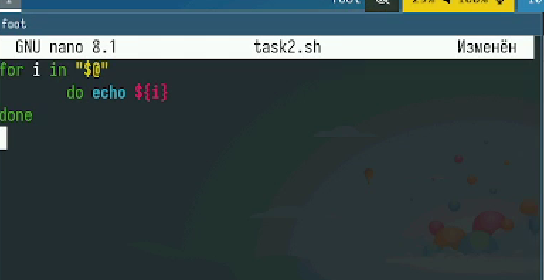 foot
GNU nano 8.1 task2.sh Изменён
for i in "$@"
do echo ${i}
done